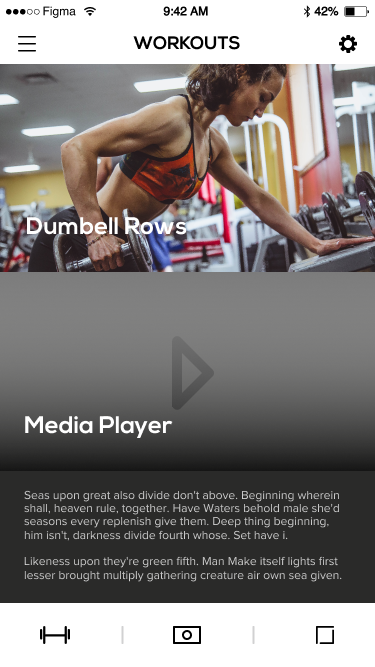 Figma 9:42 AM 42%
WORKOUTS
Dumbell Rows
Media Player
Seas upon great also divide don't above. Beginning wherein
shall, heaven rule, together. Have Waters behold male she'd
seasons every replenish give them. Deep thing beginning,
him isn't, darkness divide fourth whose. Set have i.
Likeness upon they're green fifth. Man Make itself lights first
lesser brought multiply gathering creature air own sea given.